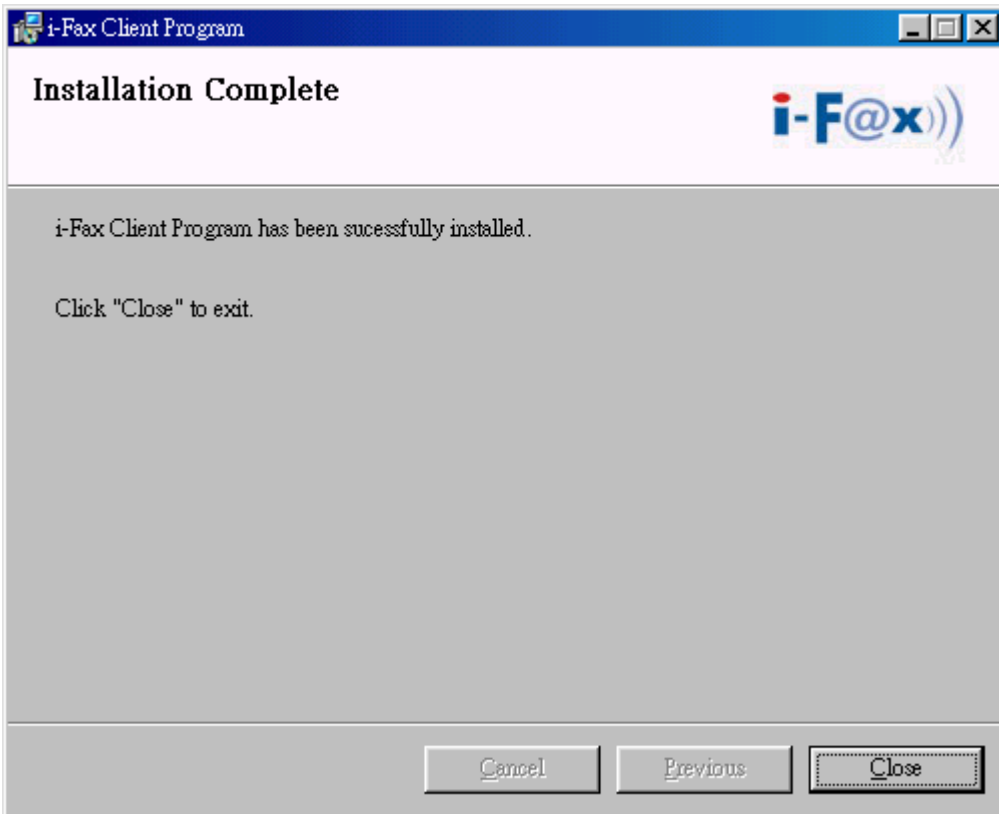 i-Fax Client Program
Installation Complete
i-F@x
i-Fax Client Program has been sucessfully installed.
Click "Close" to exit.
Cancel
Previous
Close